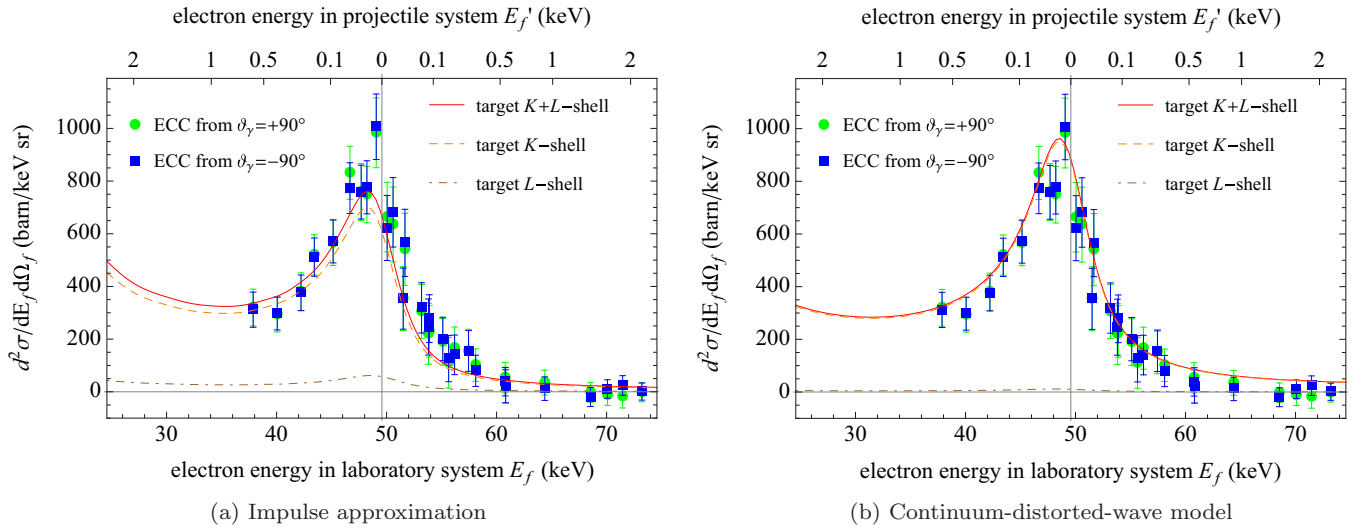 electron energy in projectile system E_f' (keV)
2 1 0.5 0.1 0 0.1 0.5 1 2
d²σ/dE_f dΩ_f (barn/keV sr)
1000
800
600
400
200
0
ECC from ϑ_γ=+90°
ECC from ϑ_γ=−90°
target K+L−shell
target K−shell
target L−shell
30 40 50 60 70
electron energy in laboratory system E_f (keV)
(a) Impulse approximation
electron energy in projectile system E_f' (keV)
2 1 0.5 0.1 0 0.1 0.5 1 2
d²σ/dE_f dΩ_f (barn/keV sr)
1000
800
600
400
200
0
ECC from ϑ_γ=+90°
ECC from ϑ_γ=−90°
target K+L−shell
target K−shell
target L−shell
30 40 50 60 70
electron energy in laboratory system E_f (keV)
(b) Continuum-distorted-wave model